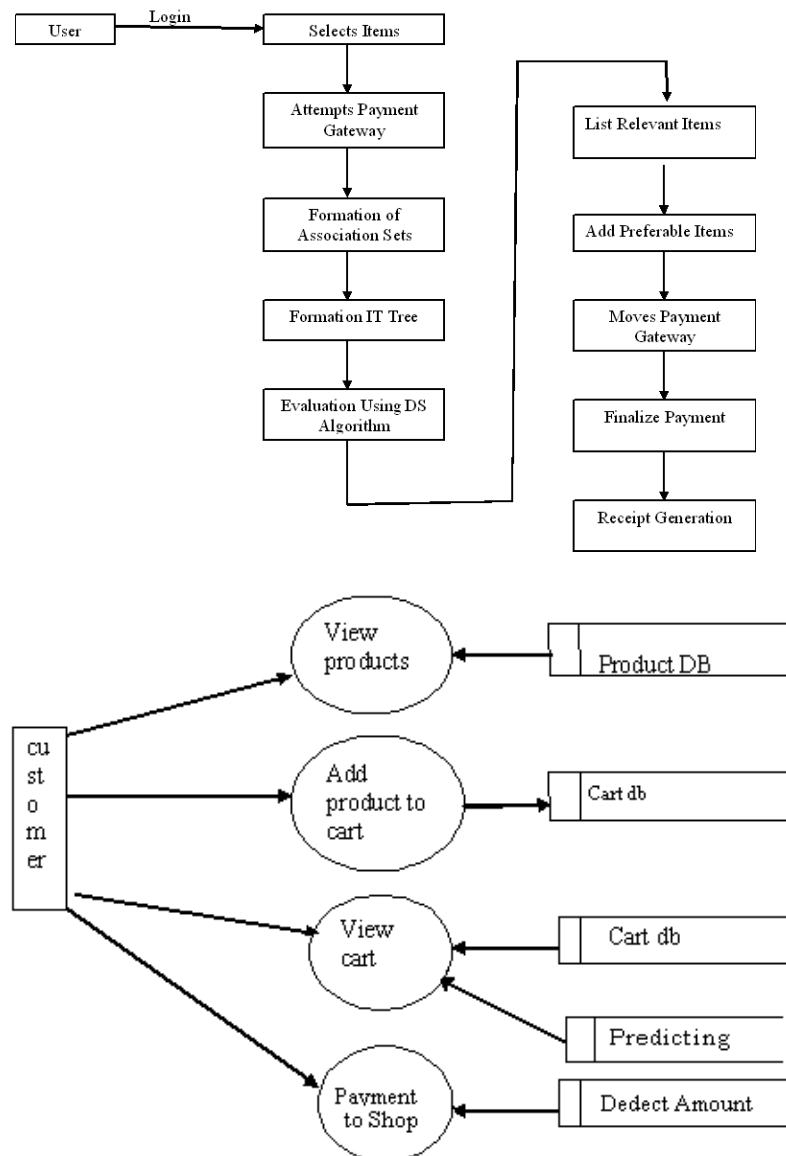 User
Login
Selects Items
Attempts Payment
Gateway
Formation of
Association Sets
Formation IT Tree
Evaluation Using DS
Algorithm
List Relevant Items
Add Preferable Items
Moves Payment
Gateway
Finalize Payment
Receipt Generation
cu
st
o
m
er
View
products
Product DB
Add
product to
cart
Cart db
View
cart
Cart db
Predicting
Payment
to Shop
Dedect Amount